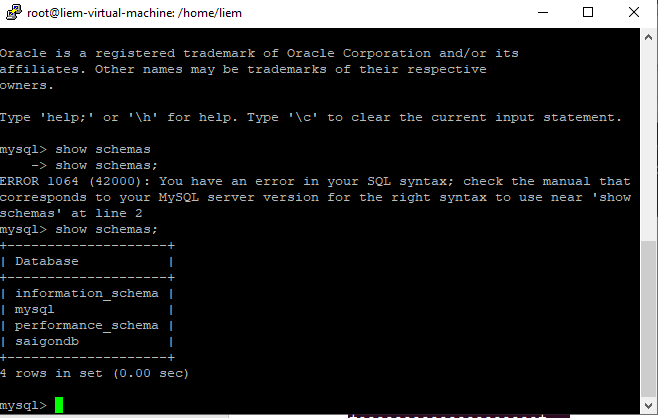 root@liem-virtual-machine: /home/liem
Oracle is a registered trademark of Oracle Corporation and/or its
affiliates. Other names may be trademarks of their respective
owners.
Type 'help;' or '\h' for help. Type '\c' to clear the current input statement.
mysql> show schemas
    -> show schemas;
ERROR 1064 (42000): You have an error in your SQL syntax; check the manual that
corresponds to your MySQL server version for the right syntax to use near 'show
schemas' at line 2
mysql> show schemas;
+--------------------+
| Database           |
+--------------------+
| information_schema |
| mysql              |
| performance_schema |
| saigondb           |
+--------------------+
4 rows in set (0.00 sec)
mysql>